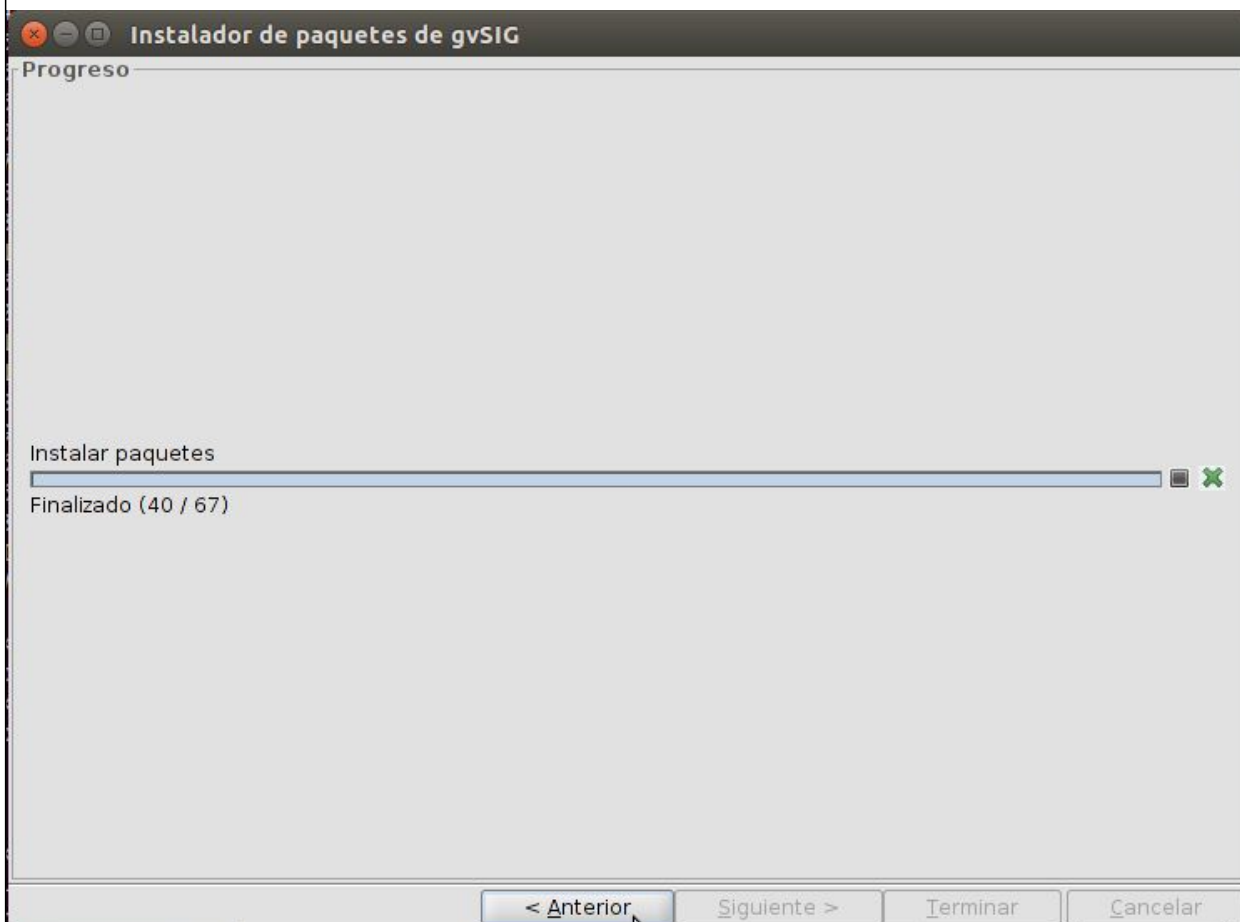 Instalador de paquetes de gvSIG
Progreso
Instalar paquetes
Finalizado (40 / 67)
< Anterior
Siguiente >
Terminar
Cancelar